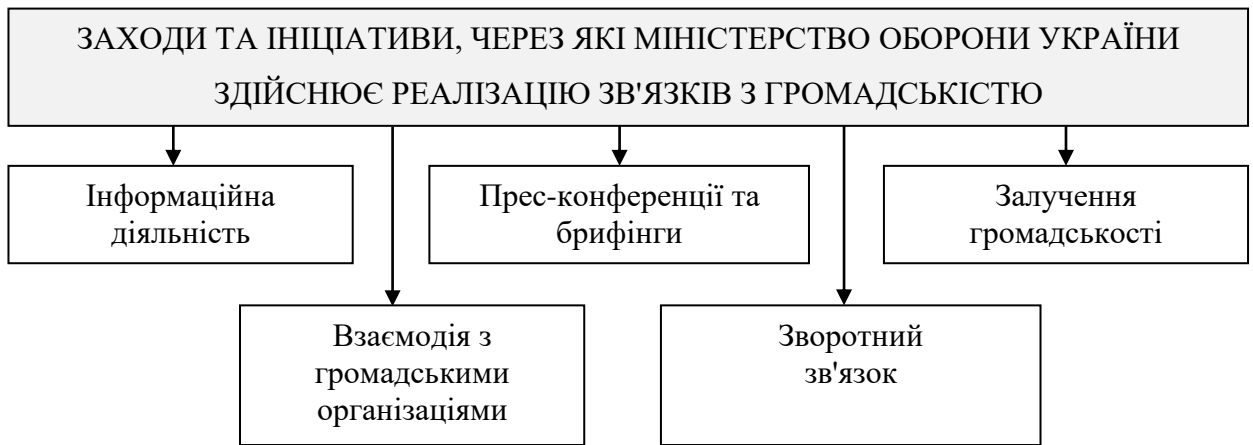 ЗАХОДИ ТА ІНІЦІАТИВИ, ЧЕРЕЗ ЯКІ МІНІСТЕРСТВО ОБОРОНИ УКРАЇНИ
ЗДІЙСНЮЄ РЕАЛІЗАЦІЮ ЗВ'ЯЗКІВ З ГРОМАДСЬКІСТЮ
Інформаційна
діяльність
Прес-конференції та
брифінги
Залучення
громадськості
Взаємодія з
громадськими
організаціями
Зворотний
зв'язок